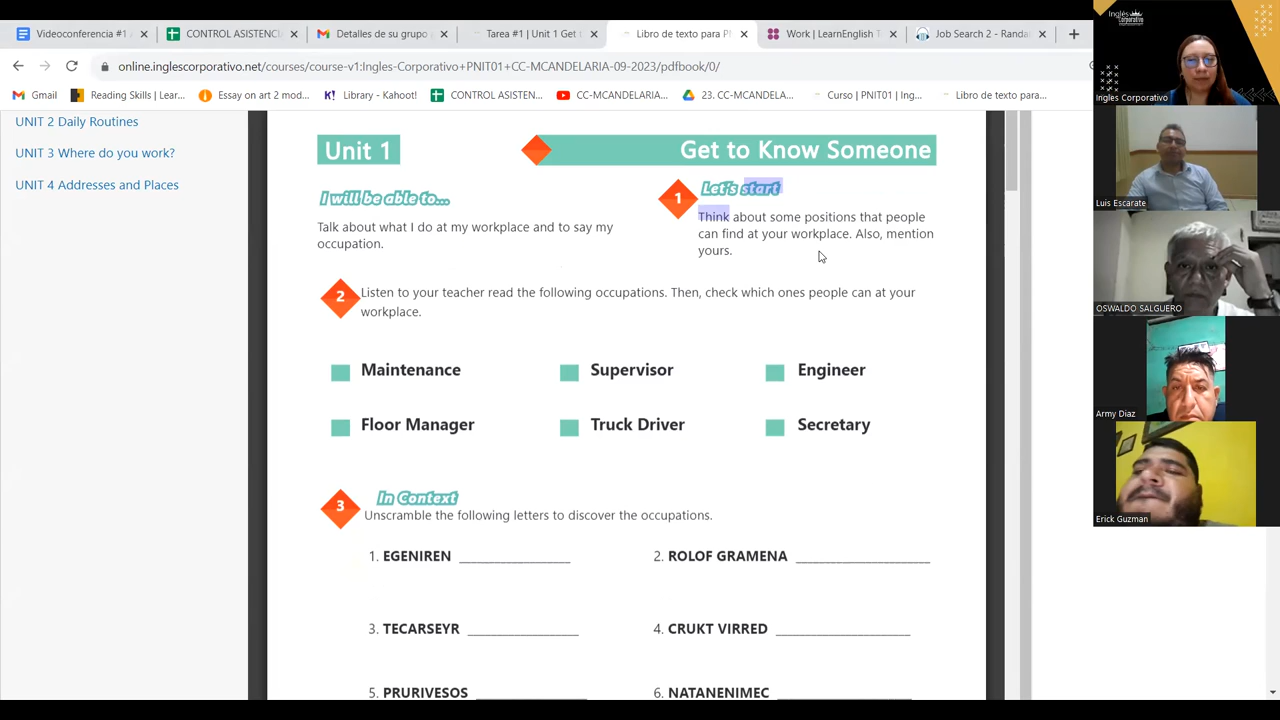 Videoconferencia #1
CONTROL ASISTENCI
Detalles de su grupo
Tarea #1 | Unit 1 Get
Libro de texto para P
Work | LearnEnglish T
Job Search 2 - Randa
online.inglescorporativo.net/courses/course-v1:Ingles-Corporativo+PNIT01+CC-MCANDELARIA-09-2023/pdfbook/0/
Gmail
Reading Skills | Lear...
Essay on art 2 mod...
Library - Kahoot
CONTROL ASISTEN...
CC-MCANDELARIA...
23. CC-MCANDELA...
Curso | PNIT01 | Ing...
Libro de texto para...
UNIT 2 Daily Routines
UNIT 3 Where do you work?
UNIT 4 Addresses and Places
Unit 1
Get to Know Someone
I will be able to...
Talk about what I do at my workplace and to say my
occupation.
1
Let's start
Think about some positions that people
can find at your workplace. Also, mention
yours.
2
Listen to your teacher read the following occupations. Then, check which ones people can at your
workplace.
Maintenance
Supervisor
Engineer
Floor Manager
Truck Driver
Secretary
3
In Context
Unscramble the following letters to discover the occupations.
1. EGENIREN
2. ROLOF GRAMENA
3. TECARSEYR
4. CRUKT VIRRED
5. PRURIVESOS
6. NATANENIMEC
Inglés
Corporativo
Ingles Corporativo
Luis Escarate
OSWALDO SALGUERO
Army Diaz
Erick Guzman